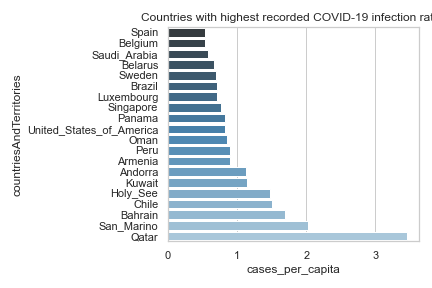 Countries with highest recorded COVID-19 infection rat
Spain
Belgium
Saudi_Arabia
Belarus
Sweden
Brazil
Luxembourg
Singapore
Panama
United_States_of_America
Oman
Peru
Armenia
Andorra
Kuwait
Holy_See
Chile
Bahrain
San_Marino
Qatar
countriesAndTerritories
0 1 2 3
cases_per_capita